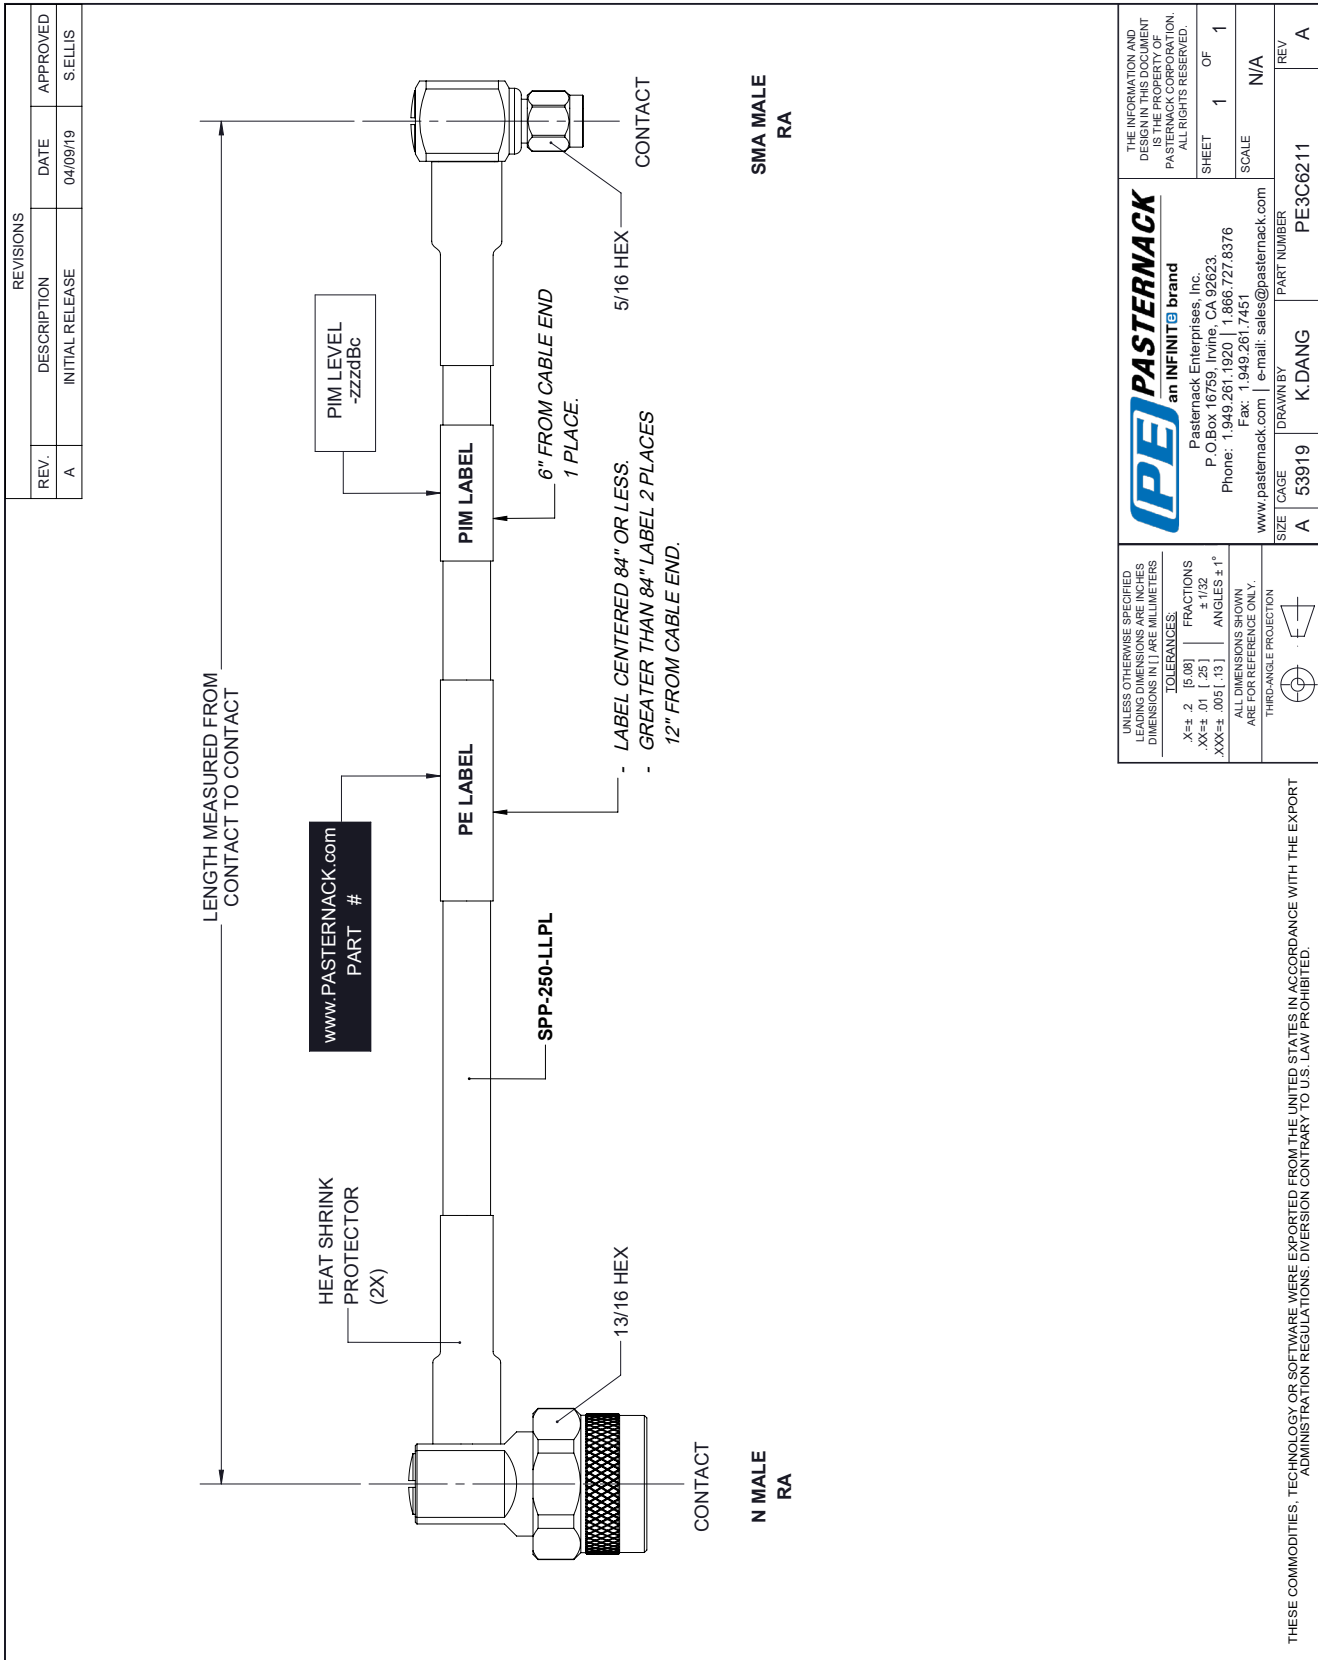 REVISIONS
REV. DESCRIPTION DATE APPROVED
A INITIAL RELEASE 04/09/19 S.ELLIS
LENGTH MEASURED FROM
CONTACT TO CONTACT
HEAT SHRINK
PROTECTOR
(2X)
www.PASTERNACK.com
PART #
PIM LEVEL
-zzzdBc
PE LABEL
PIM LABEL
SPP-250-LLPL
6" FROM CABLE END
1 PLACE.
- LABEL CENTERED 84" OR LESS.
- GREATER THAN 84" LABEL 2 PLACES
12" FROM CABLE END.
13/16 HEX
5/16 HEX
CONTACT
CONTACT
N MALE
RA
SMA MALE
RA
UNLESS OTHERWISE SPECIFIED
LEADING DIMENSIONS ARE INCHES
DIMENSIONS IN [ ] ARE MILLIMETERS
TOLERANCES:
.X=± .2 [5.08] FRACTIONS
.XX=± .01 [ .25 ] ± 1/32
.XXX=± .005 [ .13 ] ANGLES ± 1°
ALL DIMENSIONS SHOWN
ARE FOR REFERENCE ONLY.
THIRD-ANGLE PROJECTION
PE PASTERNACK
an INFINITe brand
Pasternack Enterprises, Inc.
P.O.Box 16759, Irvine, CA 92623.
Phone: 1.949.261.1920 | 1.866.727.8376
Fax: 1.949.261.7451
www.pasternack.com | e-mail: sales@pasternack.com
THE INFORMATION AND
DESIGN IN THIS DOCUMENT
IS THE PROPERTY OF
PASTERNACK CORPORATION.
ALL RIGHTS RESERVED.
SHEET 1 OF 1
SCALE N/A
SIZE CAGE DRAWN BY PART NUMBER REV
A 53919 K.DANG PE3C6211 A
THESE COMMODITIES, TECHNOLOGY OR SOFTWARE WERE EXPORTED FROM THE UNITED STATES IN ACCORDANCE WITH THE EXPORT
ADMINISTRATION REGULATIONS. DIVERSION CONTRARY TO U.S. LAW PROHIBITED.